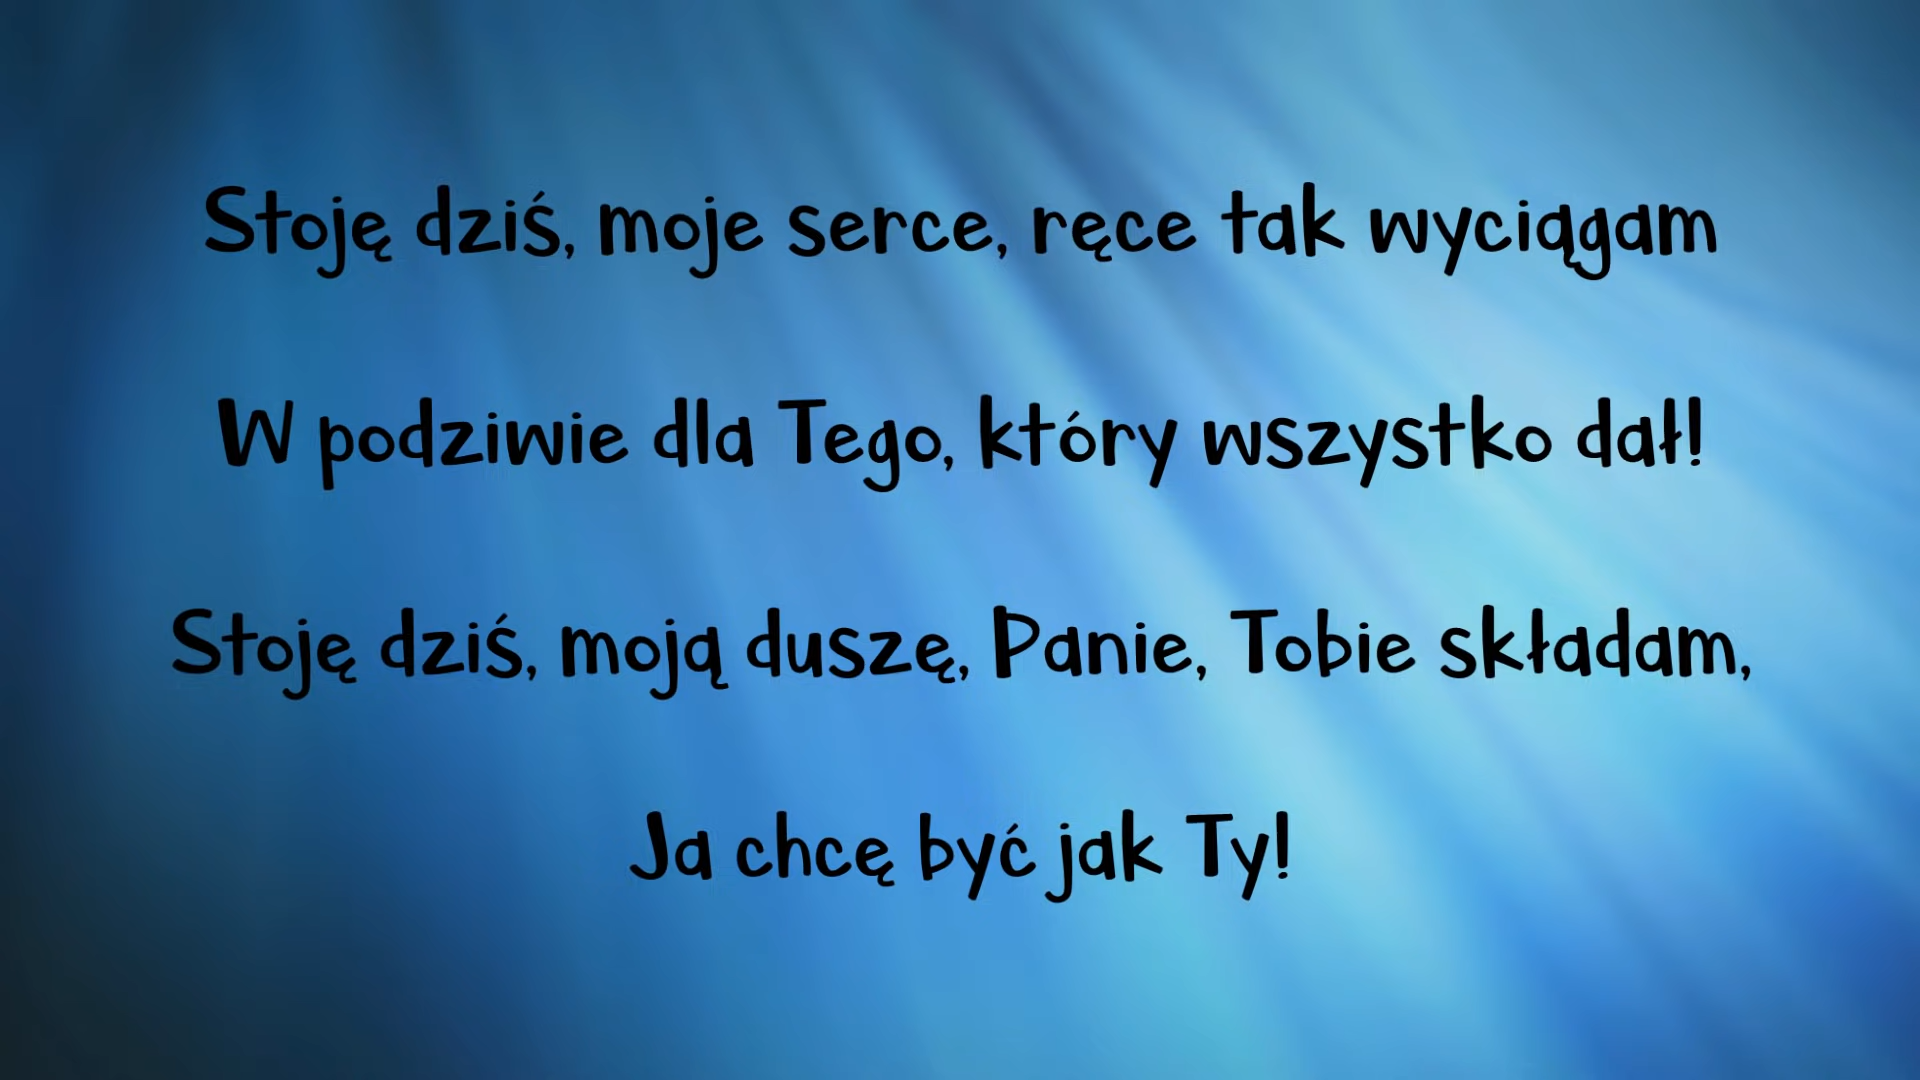 Stoję dziś, moje serce, ręce tak wyciągam
W podziwie dla Tego, który wszystko dał!
Stoję dziś, moją duszę, Panie, Tobie składam,
Ja chcę być jak Ty!